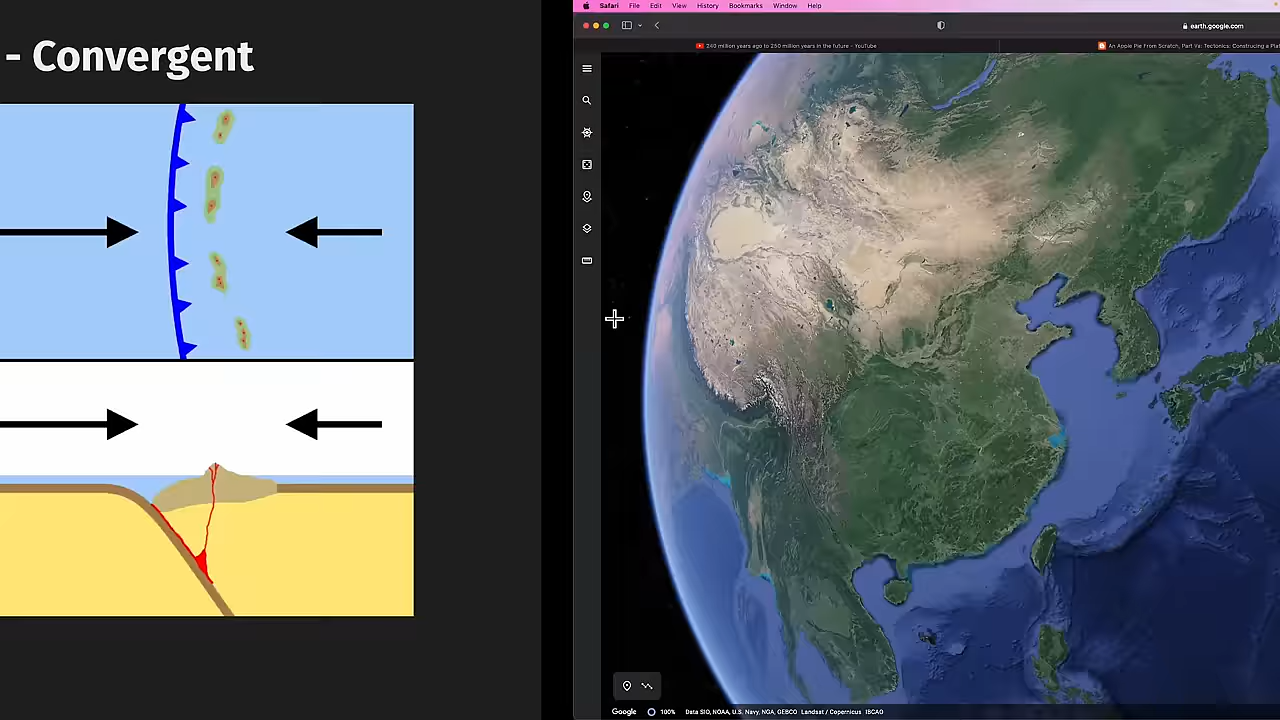 - Convergent
Safari File Edit View History Bookmarks Window Help
earth.google.com
240 million years ago to 250 million years in the future - YouTube
An Apple Pie From Scratch, Part Va: Tectonics: Constructing a Pla
Google 100% Data SIO, NOAA, U.S. Navy, NGA, GEBCO Landsat / Copernicus IBCAO